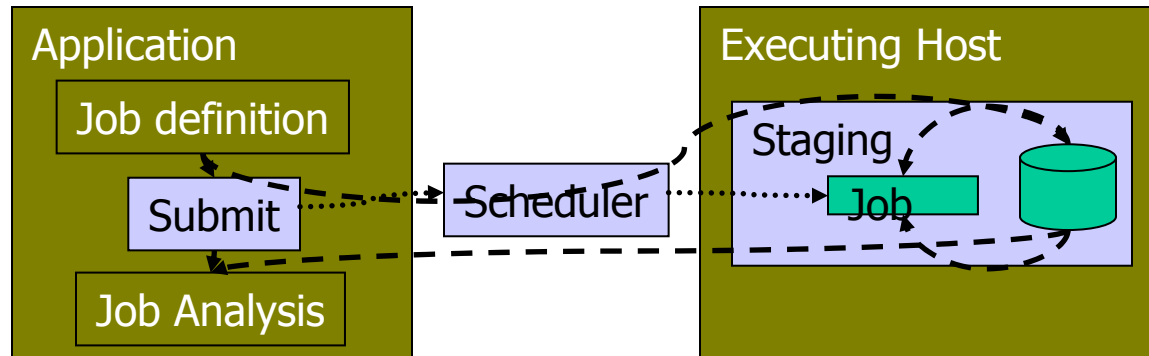 Application
Job definition
Submit
Job Analysis
Scheduler
Executing Host
Staging
Job